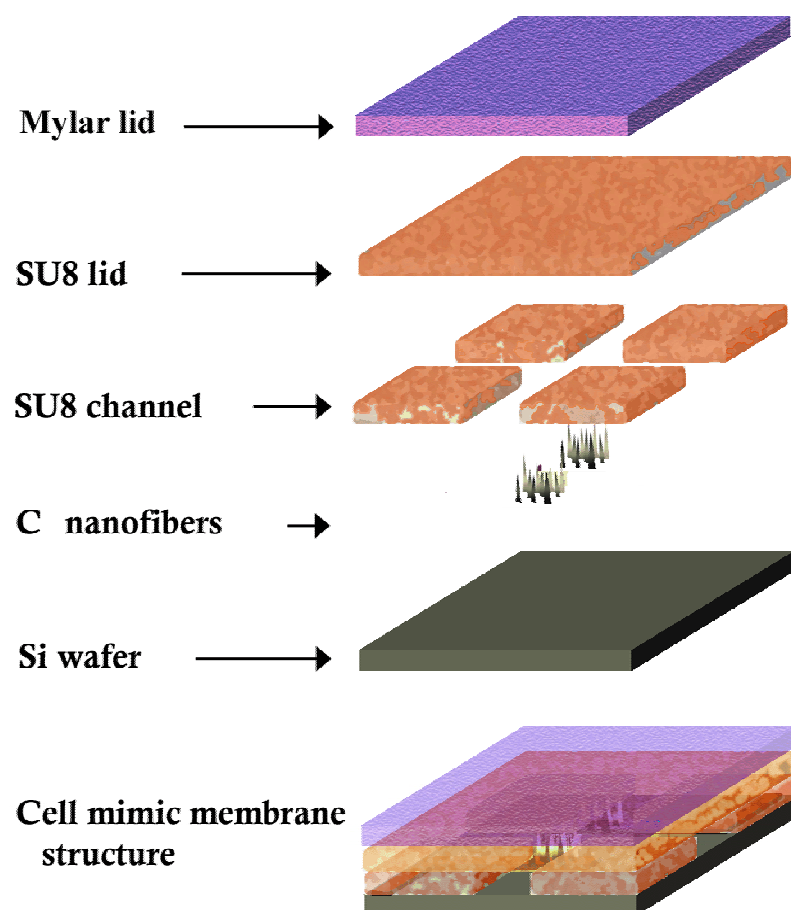 Mylar lid
SU8 lid
SU8 channel
C nanofibers
Si wafer
Cell mimic membrane
structure